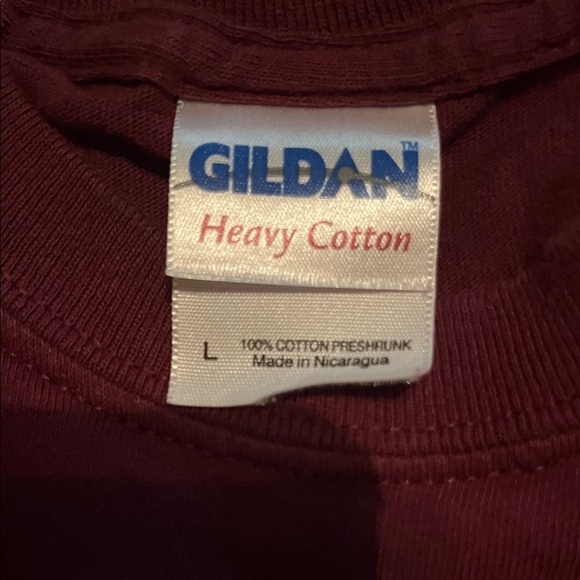 GILDAN™
Heavy Cotton
L 100% COTTON PRESHRUNK
Made in Nicaragua